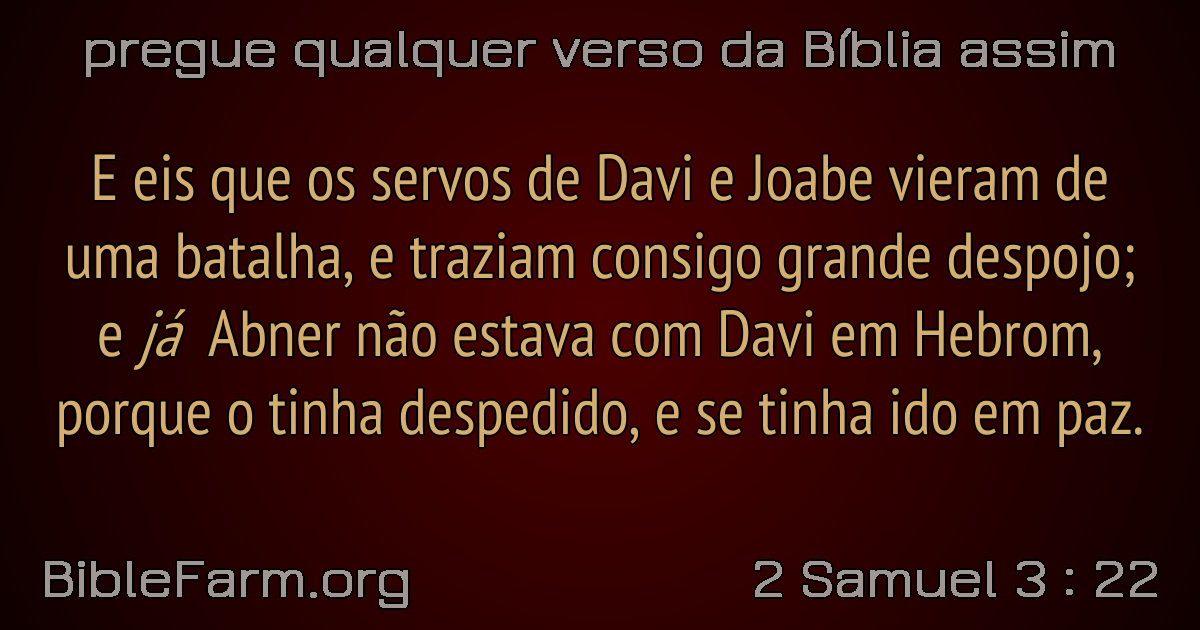 pregue qualquer verso da Bíblia assim
E eis que os servos de Davi e Joabe vieram de
uma batalha, e traziam consigo grande despojo;
e já Abner não estava com Davi em Hebrom,
porque o tinha despedido, e se tinha ido em paz.
BibleFarm.org
2 Samuel 3 : 22